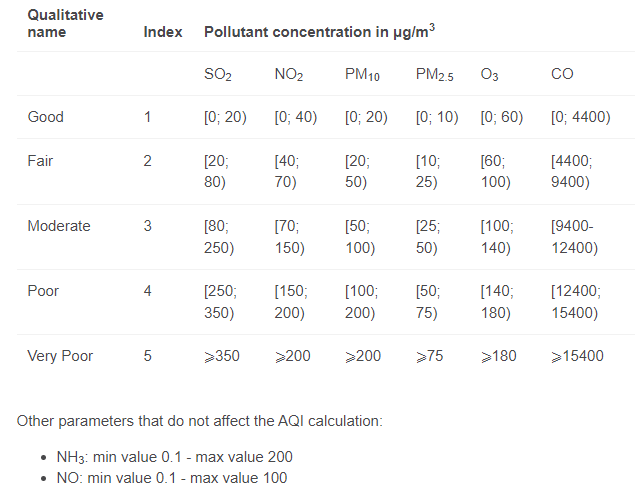 Qualitative
name Index Pollutant concentration in μg/m³
SO₂ NO₂ PM₁₀ PM₂.₅ O₃ CO
Good 1 [0; 20) [0; 40) [0; 20) [0; 10) [0; 60) [0; 4400)
Fair 2 [20; [40; [20; [10; [60; [4400;
80) 70) 50) 25) 100) 9400)
Moderate 3 [80; [70; [50; [25; [100; [9400-
250) 150) 100) 50) 140) 12400)
Poor 4 [250; [150; [100; [50; [140; [12400;
350) 200) 200) 75) 180) 15400)
Very Poor 5 ⩾350 ⩾200 ⩾200 ⩾75 ⩾180 ⩾15400
Other parameters that do not affect the AQI calculation:
• NH₃: min value 0.1 - max value 200
• NO: min value 0.1 - max value 100